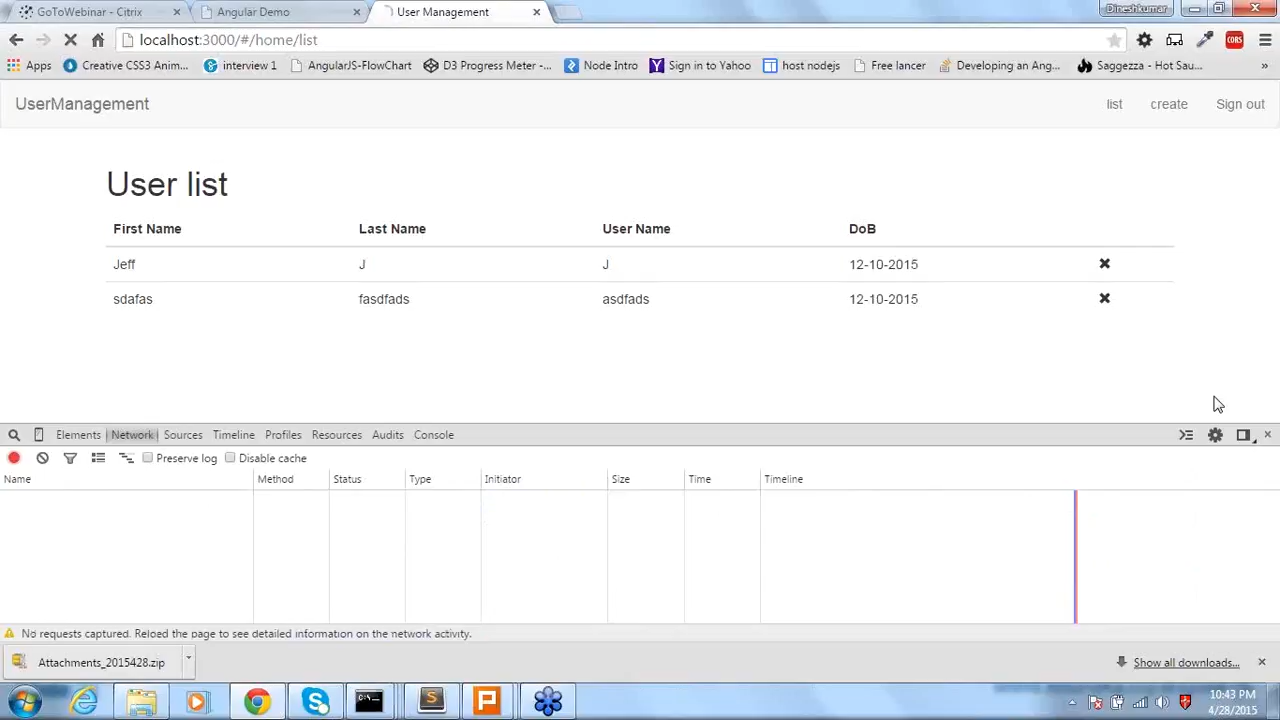 GoToWebinar - Citrix
Angular Demo
User Management
Dineshkumar
localhost:3000/#/home/list
Apps
Creative CSS3 Anim...
interview 1
AngularJS-FlowChart
D3 Progress Meter -...
Node Intro
Sign in to Yahoo
host nodejs
Free lancer
Developing an Ang...
Saggezza - Hot Sau...
»
CORS
UserManagement
list
create
Sign out
User list
First Name Last Name User Name DoB
Jeff J J 12-10-2015
sdafas fasdfads asdfads 12-10-2015
Elements Network Sources Timeline Profiles Resources Audits Console
Preserve log Disable cache
Name Method Status Type Initiator Size Time Timeline
No requests captured. Reload the page to see detailed information on the network activity.
Attachments_2015428.zip
Show all downloads...
10:43 PM
4/28/2015